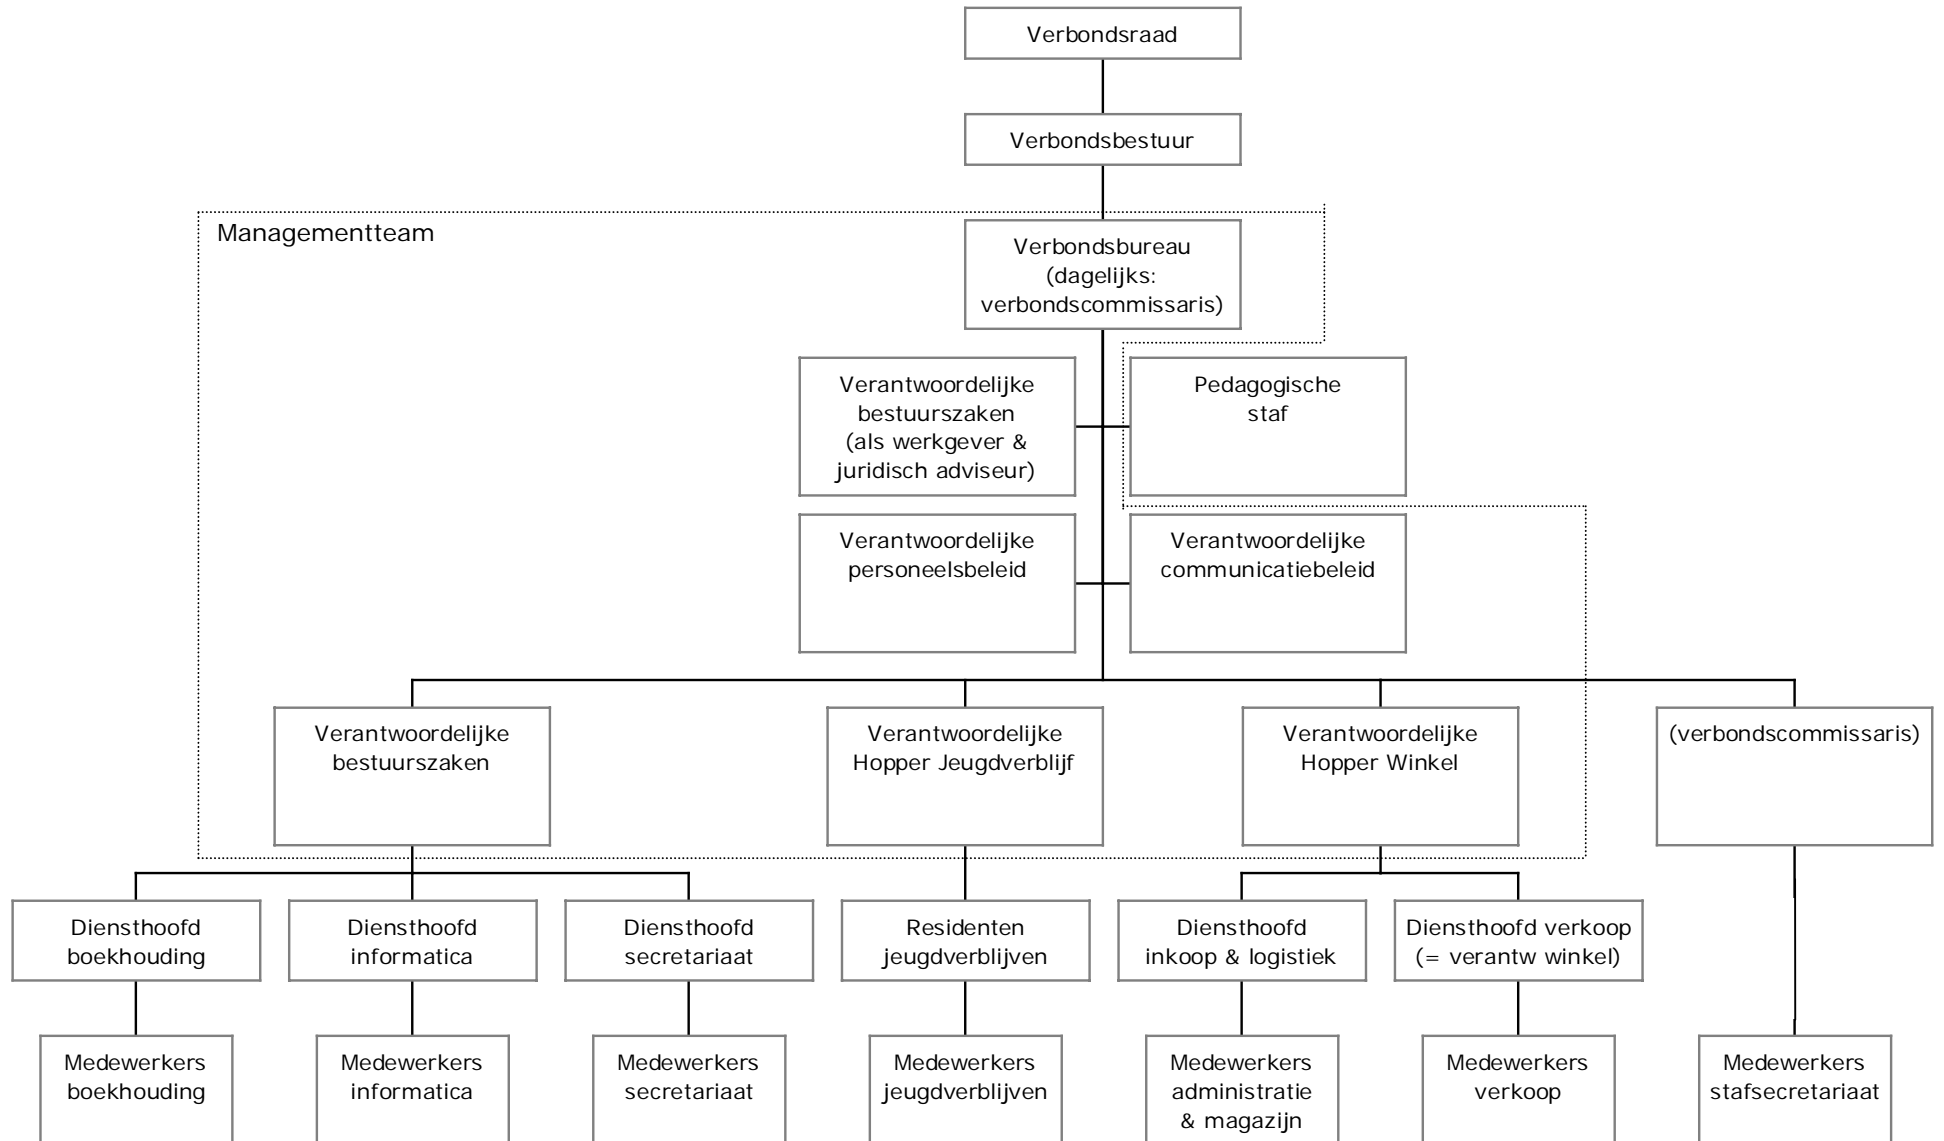 Verbondsraad
Verbondsbestuur
Managementteam
Verbondsbureau
(dagelijks:
verbondscommissaris)
Verantwoordelijke
bestuurszaken
(als werkgever &
juridisch adviseur)
Pedagogische
staf
Verantwoordelijke
personeelsbeleid
Verantwoordelijke
communicatiebeleid
Verantwoordelijke
bestuurszaken
Verantwoordelijke
Hopper Jeugdverblijf
Verantwoordelijke
Hopper Winkel
(verbondscommissaris)
Diensthoofd
boekhouding
Diensthoofd
informatica
Diensthoofd
secretariaat
Residenten
jeugdverblijven
Diensthoofd
inkoop & logistiek
Diensthoofd verkoop
(= verantw winkel)
Medewerkers
boekhouding
Medewerkers
informatica
Medewerkers
secretariaat
Medewerkers
jeugdverblijven
Medewerkers
administratie
& magazijn
Medewerkers
verkoop
Medewerkers
stafsecretariaat